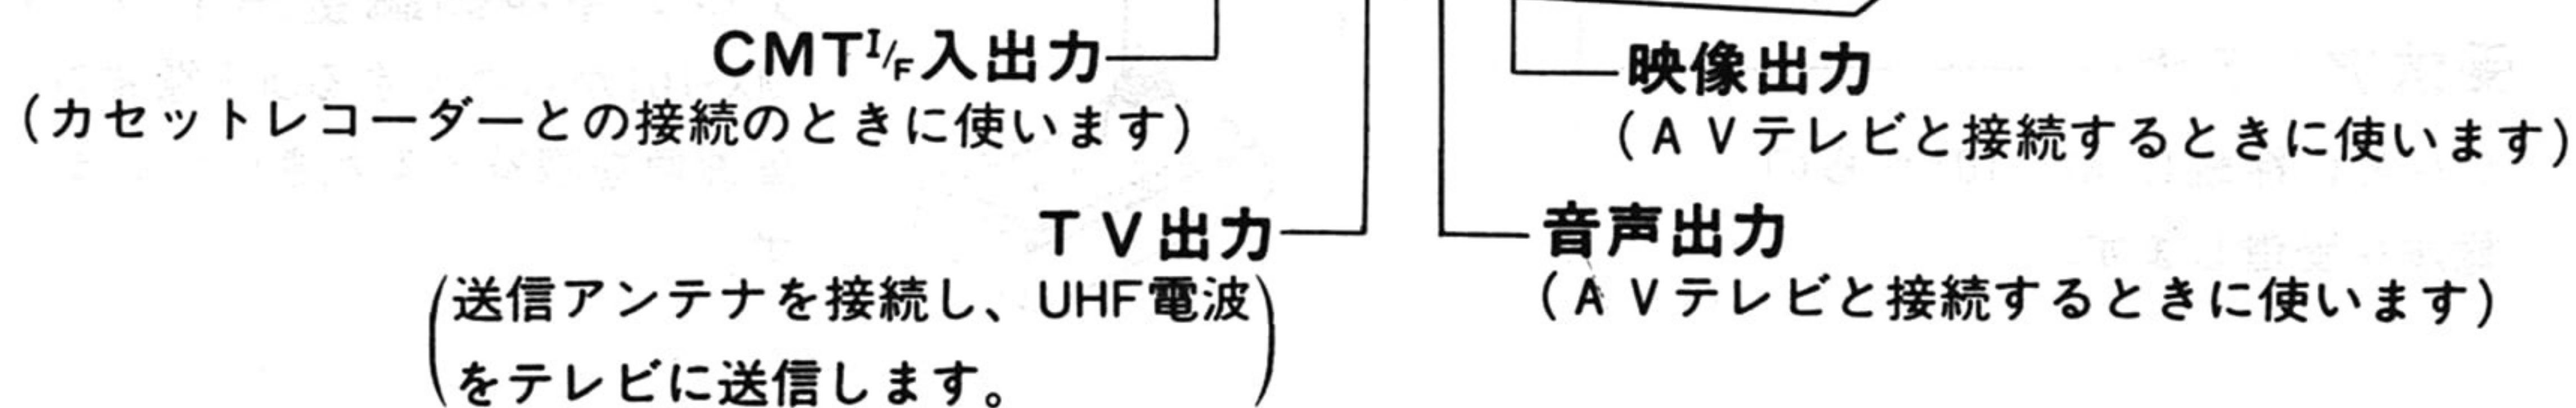 CMTI/F入出力
(カセットレコーダーとの接続のときに使います)
TV出力
(送信アンテナを接続し、UHF電波
をテレビに送信します。)
映像出力
(AVテレビと接続するときに使います)
音声出力
(AVテレビと接続するときに使います)